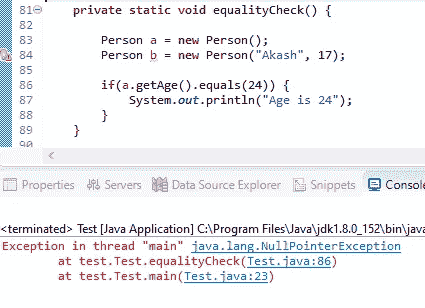 81 private static void equalityCheck() {
82
83 Person a = new Person();
84 Person b = new Person("Akash", 17);
85
86 if(a.getAge().equals(24)) {
87 System.out.println("Age is 24");
88 }
89 }
90
Properties Servers Data Source Explorer Snippets Console
<terminated> Test [Java Application] C:\Program Files\Java\jdk1.8.0_152\bin\java
Exception in thread "main" java.lang.NullPointerException
at test.Test.equalityCheck(Test.java:86)
at test.Test.main(Test.java:23)